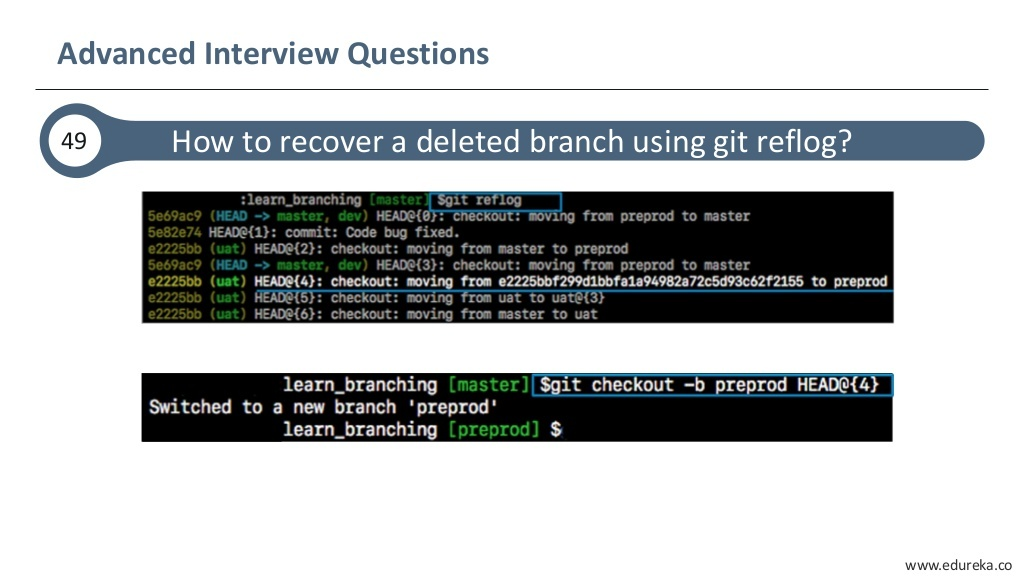 Advanced Interview Questions
49
How to recover a deleted branch using git reflog?
:learn_branching [master] $git reflog
5e69ac9 (HEAD -> master, dev) HEAD@{0}: checkout: moving from preprod to master
5e82e74 HEAD@{1}: commit: Code bug fixed.
e2225bb (uat) HEAD@{2}: checkout: moving from master to preprod
5e69ac9 (HEAD -> master, dev) HEAD@{3}: checkout: moving from preprod to master
e2225bb (uat) HEAD@{4}: checkout: moving from e2225bbf299d1bbfa1a94982a72c5d93c62f2155 to preprod
e2225bb (uat) HEAD@{5}: checkout: moving from uat to uat@{3}
e2225bb (uat) HEAD@{6}: checkout: moving from master to uat
learn_branching [master] $git checkout -b preprod HEAD@{4}
Switched to a new branch 'preprod'
learn_branching [preprod] $
www.edureka.co